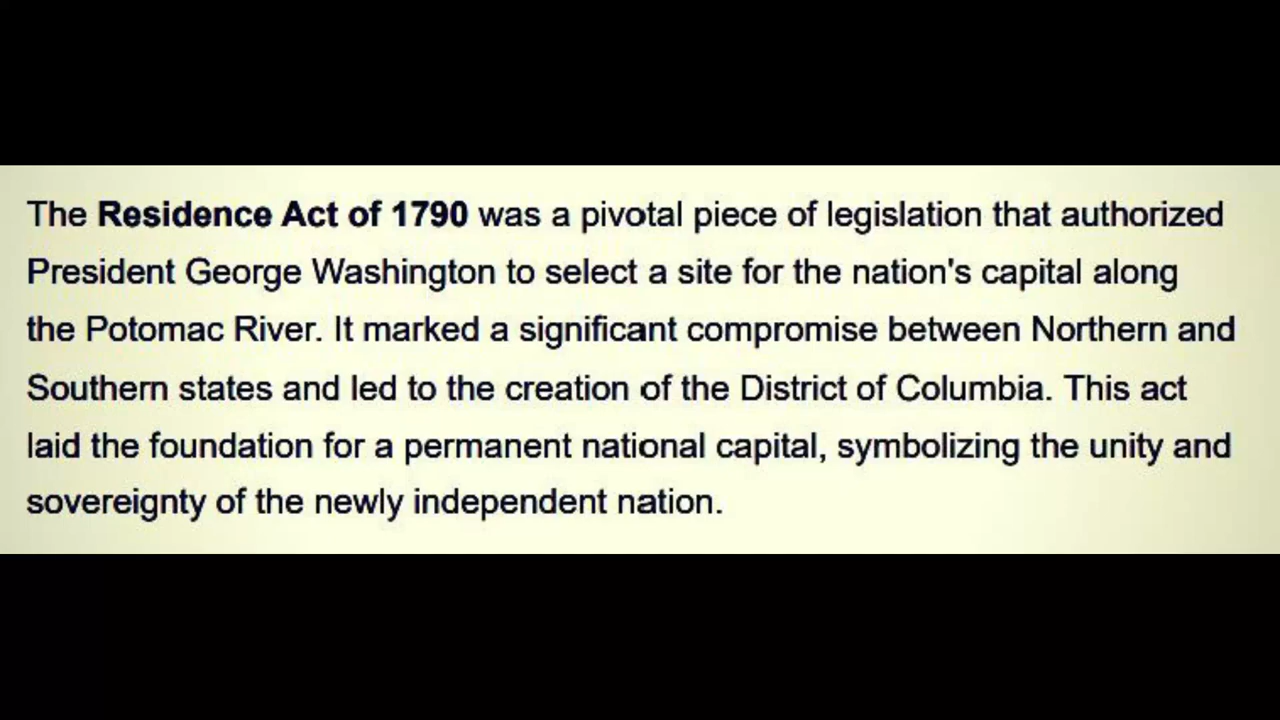 The Residence Act of 1790 was a pivotal piece of legislation that authorized
President George Washington to select a site for the nation's capital along
the Potomac River. It marked a significant compromise between Northern and
Southern states and led to the creation of the District of Columbia. This act
laid the foundation for a permanent national capital, symbolizing the unity and
sovereignty of the newly independent nation.